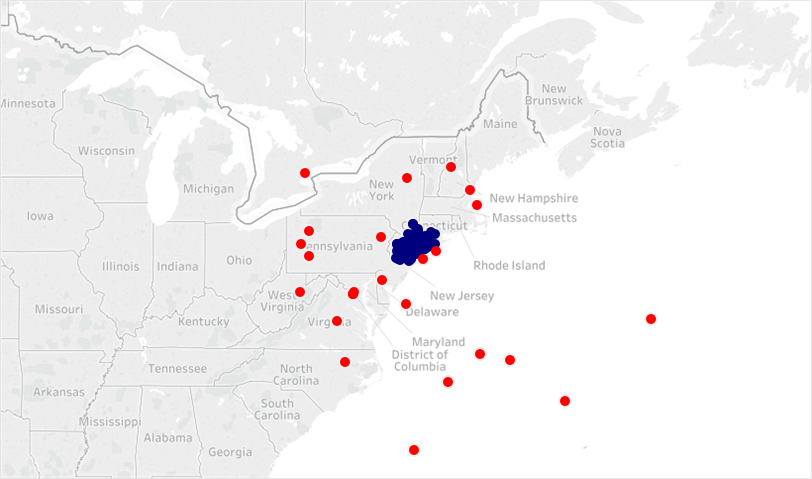 New
Brunswick
Minnesota
Maine
Nova
Scotia
Wisconsin
Vermont
Michigan
New
York
New Hampshire
Massachusetts
Iowa
Connecticut
Pennsylvania
Ohio
Illinois
Indiana
Rhode Island
West
Virginia
New Jersey
Missouri
Delaware
Kentucky
Virginia
Maryland
District of
Columbia
Tennessee
North
Carolina
Arkansas
South
Carolina
Mississippi
Alabama
Georgia